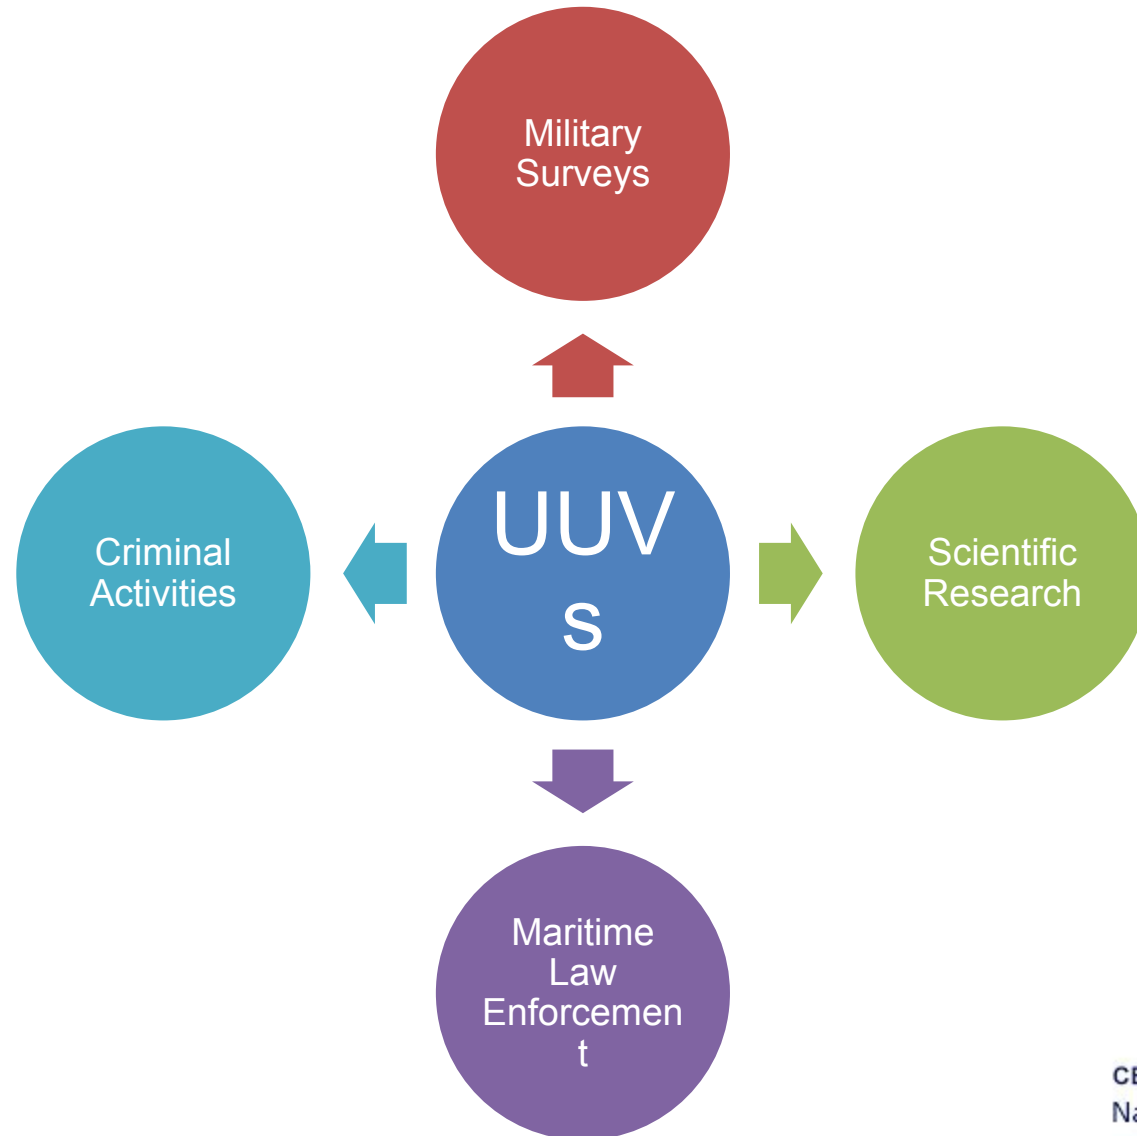 Military
Surveys
Criminal
Activities
UUV
s
Scientific
Research
Maritime
Law
Enforcemen
t